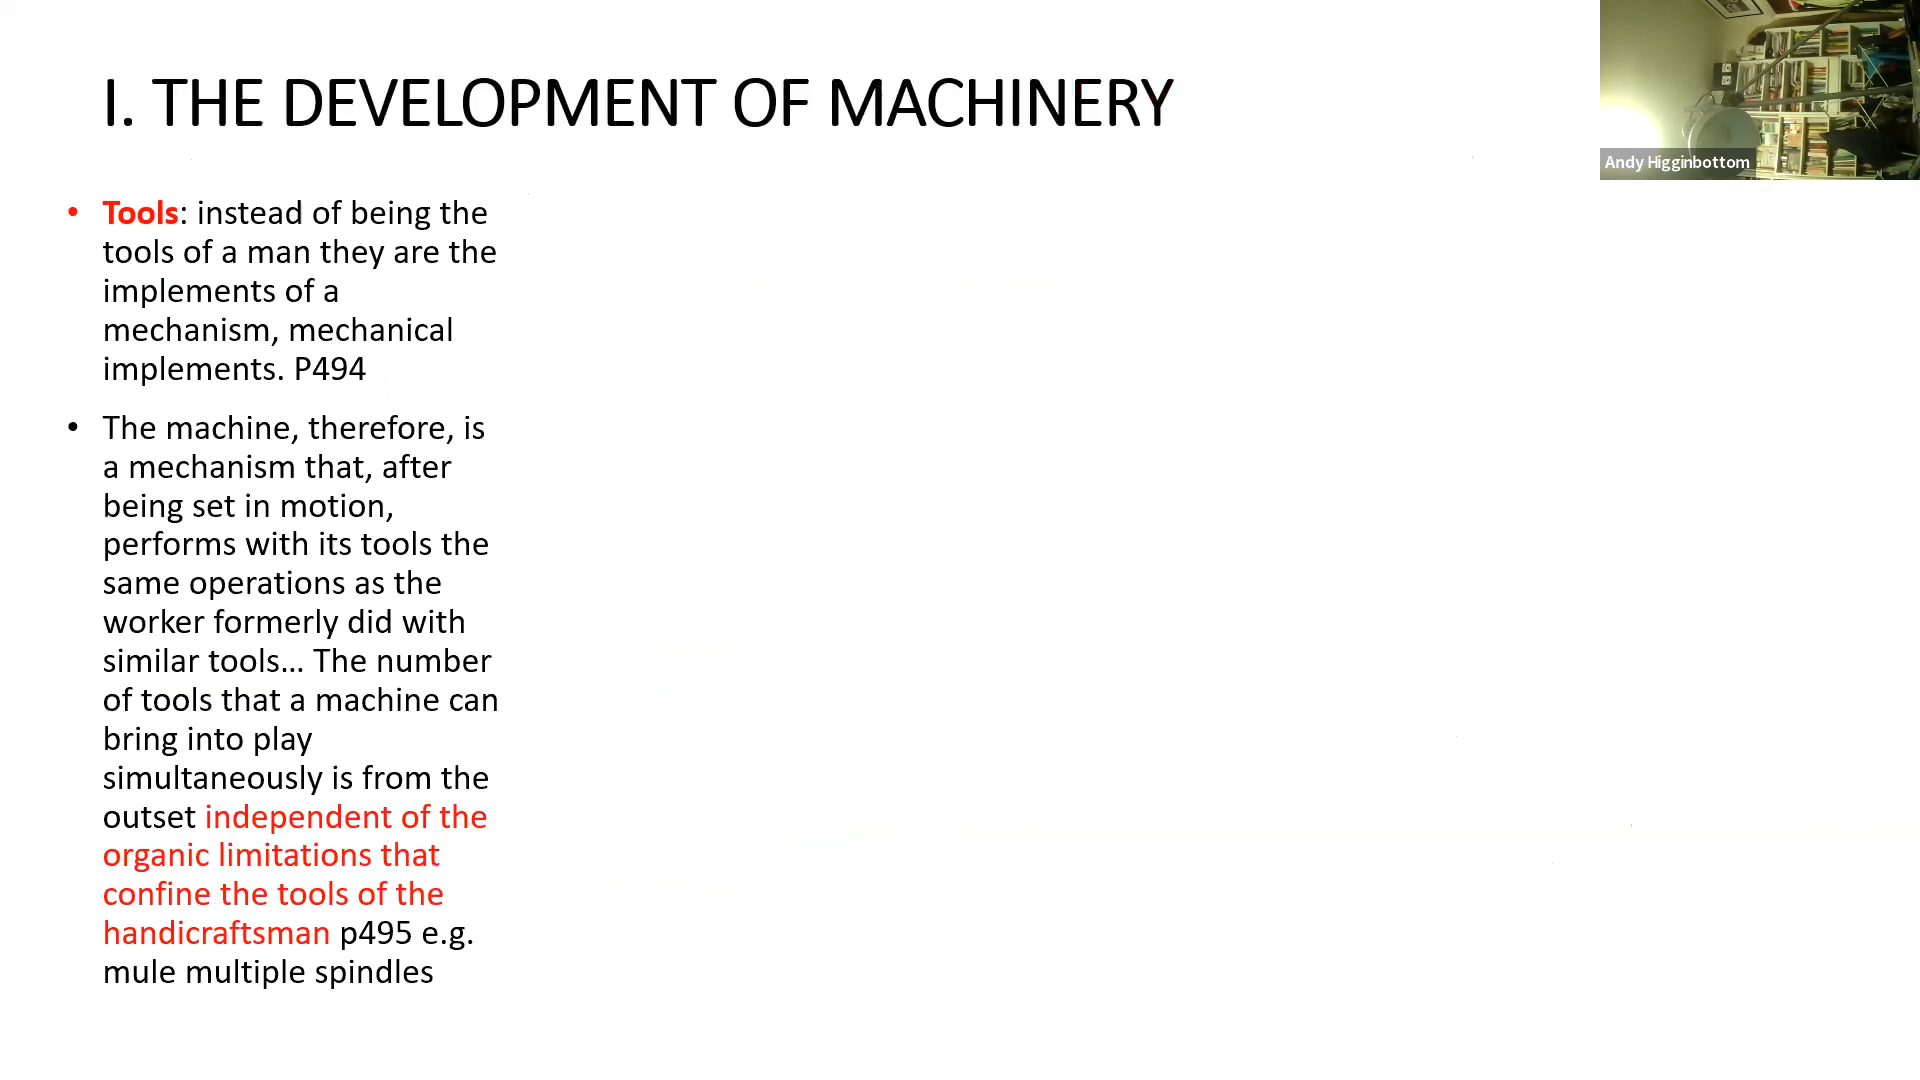 I. THE DEVELOPMENT OF MACHINERY
Andy Higginbottom
• Tools: instead of being the
tools of a man they are the
implements of a
mechanism, mechanical
implements. P494
• The machine, therefore, is
a mechanism that, after
being set in motion,
performs with its tools the
same operations as the
worker formerly did with
similar tools... The number
of tools that a machine can
bring into play
simultaneously is from the
outset independent of the
organic limitations that
confine the tools of the
handicraftsman p495 e.g.
mule multiple spindles